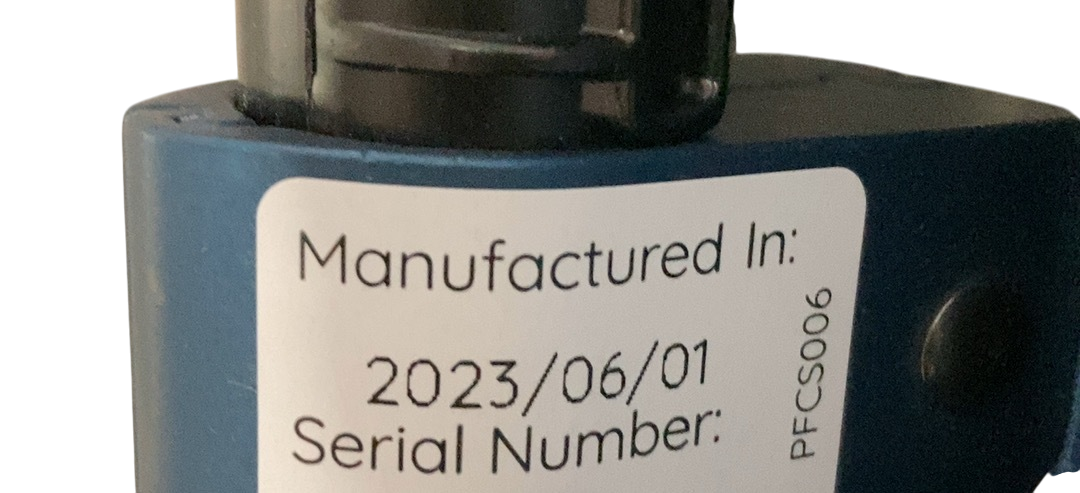 Manufactured In:
2023/06/01
Serial Number:
PFCS006